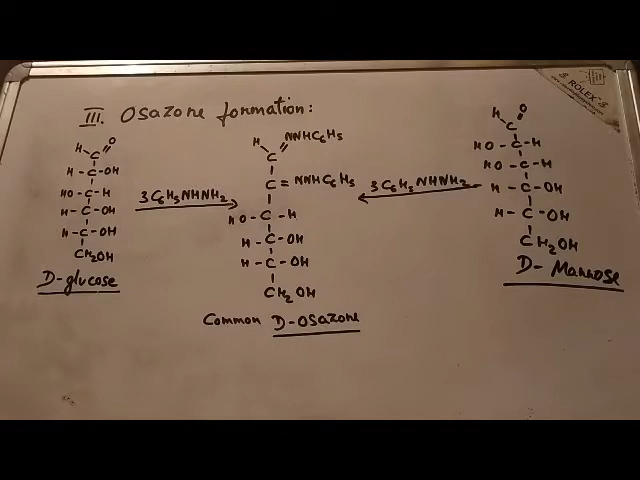 III. Osazone formation:
H O
C
H - C - OH
HO - C - H
H - C - OH
H - C - OH
CH2OH
D-glucose
3C6H5NHNH2
H NNHC6H5
C
C = NNHC6H5
HO - C - H
H - C - OH
H - C - OH
CH2OH
Common D-Osazone
3C6H5NHNH2
H O
C
HO - C - H
HO - C - H
H - C - OH
H - C - OH
CH2OH
D-Mannose
ROLEX